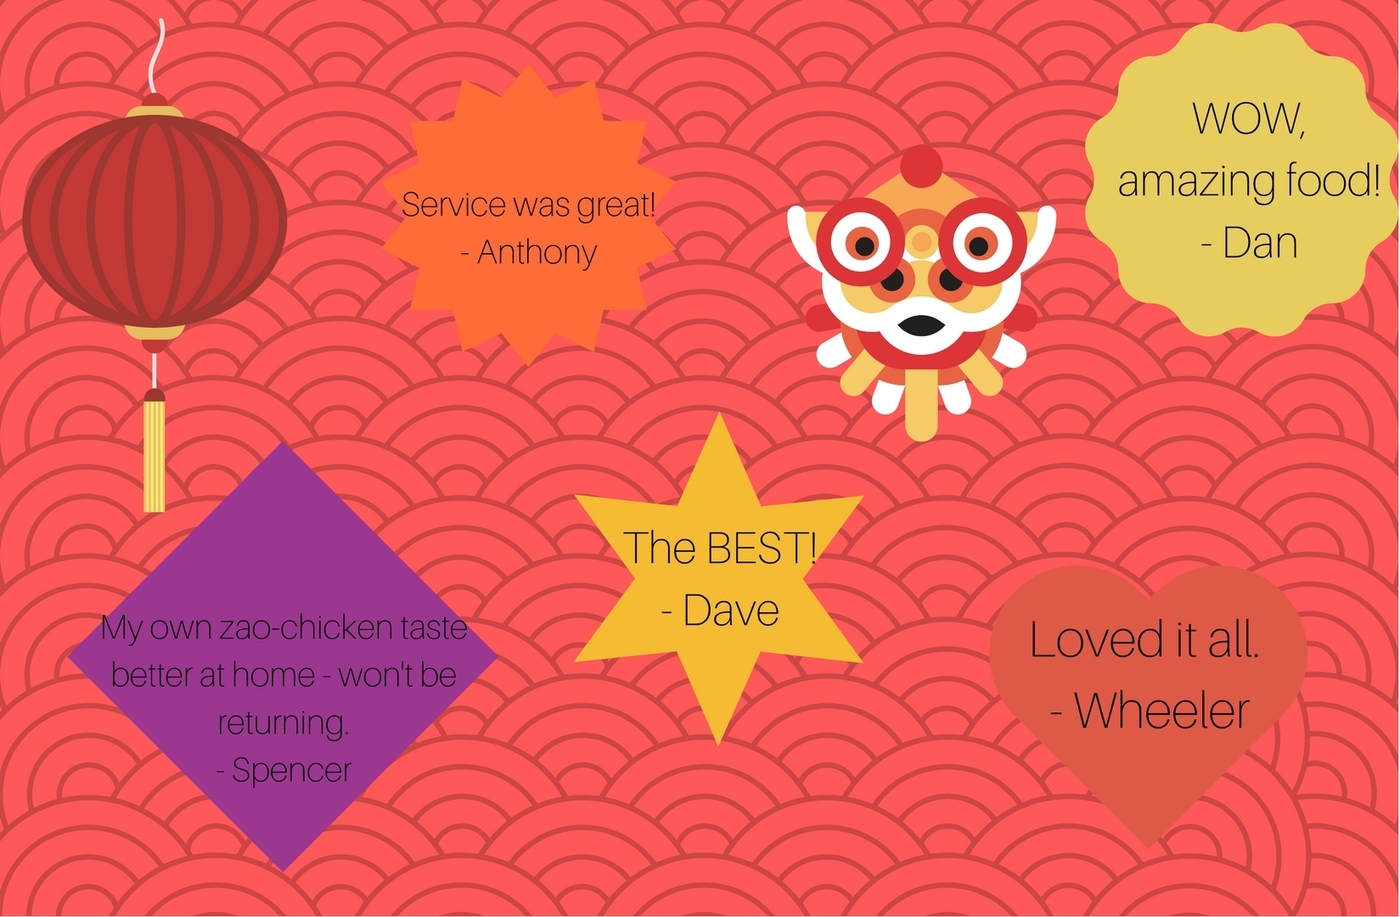 Service was great!
- Anthony
WOW,
amazing food!
- Dan
The BEST!
- Dave
My own zao-chicken taste
better at home - won't be
returning.
- Spencer
Loved it all.
- Wheeler